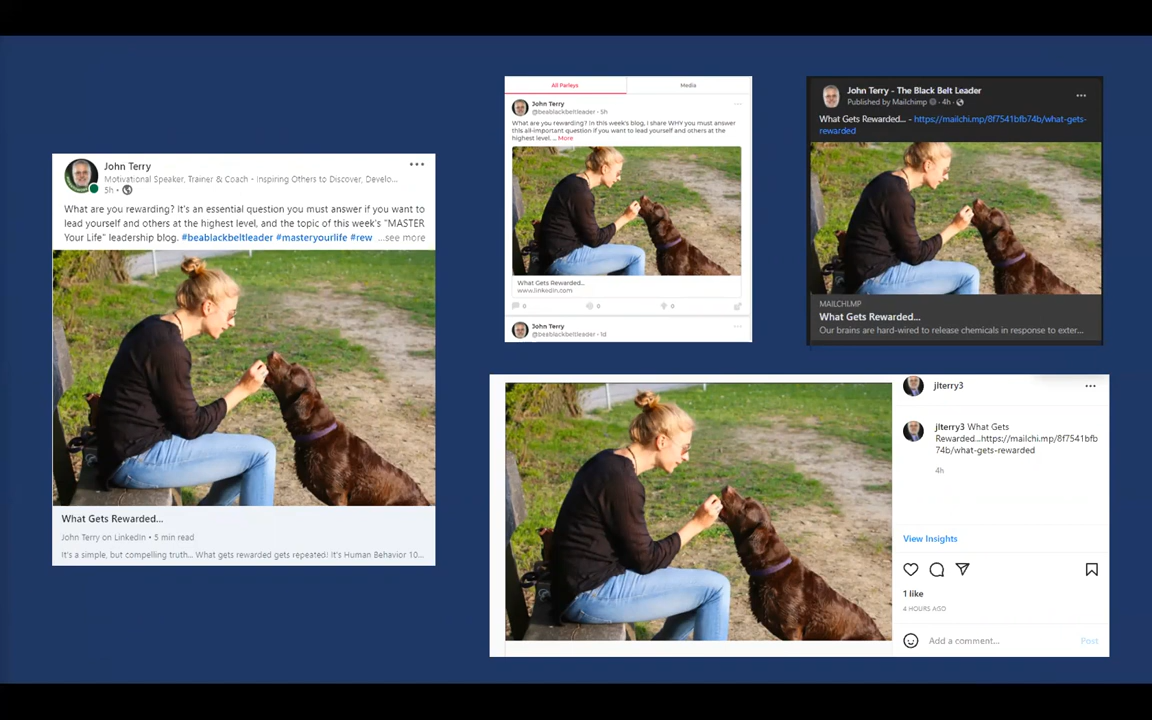 John Terry
Motivational Speaker, Trainer & Coach - Inspiring Others to Discover, Develo...
5h •
What are you rewarding? It's an essential question you must answer if you want to
lead yourself and others at the highest level, and the topic of this week's "MASTER
Your Life" leadership blog. #beablackbeltleader #masteryourlife #rew ...see more
What Gets Rewarded...
John Terry on LinkedIn • 5 min read
It's a simple, but compelling truth... What gets rewarded gets repeated! It's Human Behavior 10...
All Parleys
Media
John Terry
@beablackbeltleader • 5h
What are you rewarding? In this week's blog, I share WHY you must answer
this all-important question if you want to lead yourself and others at the
highest level. ... More
What Gets Rewarded...
www.linkedin.com
0 0 0
John Terry
@beablackbeltleader • 1d
John Terry - The Black Belt Leader
Published by Mailchimp • 4h •
What Gets Rewarded... - https://mailchi.mp/8f7541bfb74b/what-gets-
rewarded
MAILCHI.MP
What Gets Rewarded...
Our brains are hard-wired to release chemicals in response to exter...
jlterry3
jlterry3 What Gets
Rewarded...https://mailchi.mp/8f7541bfb
74b/what-gets-rewarded
4h
View Insights
1 like
4 HOURS AGO
Add a comment...
Post